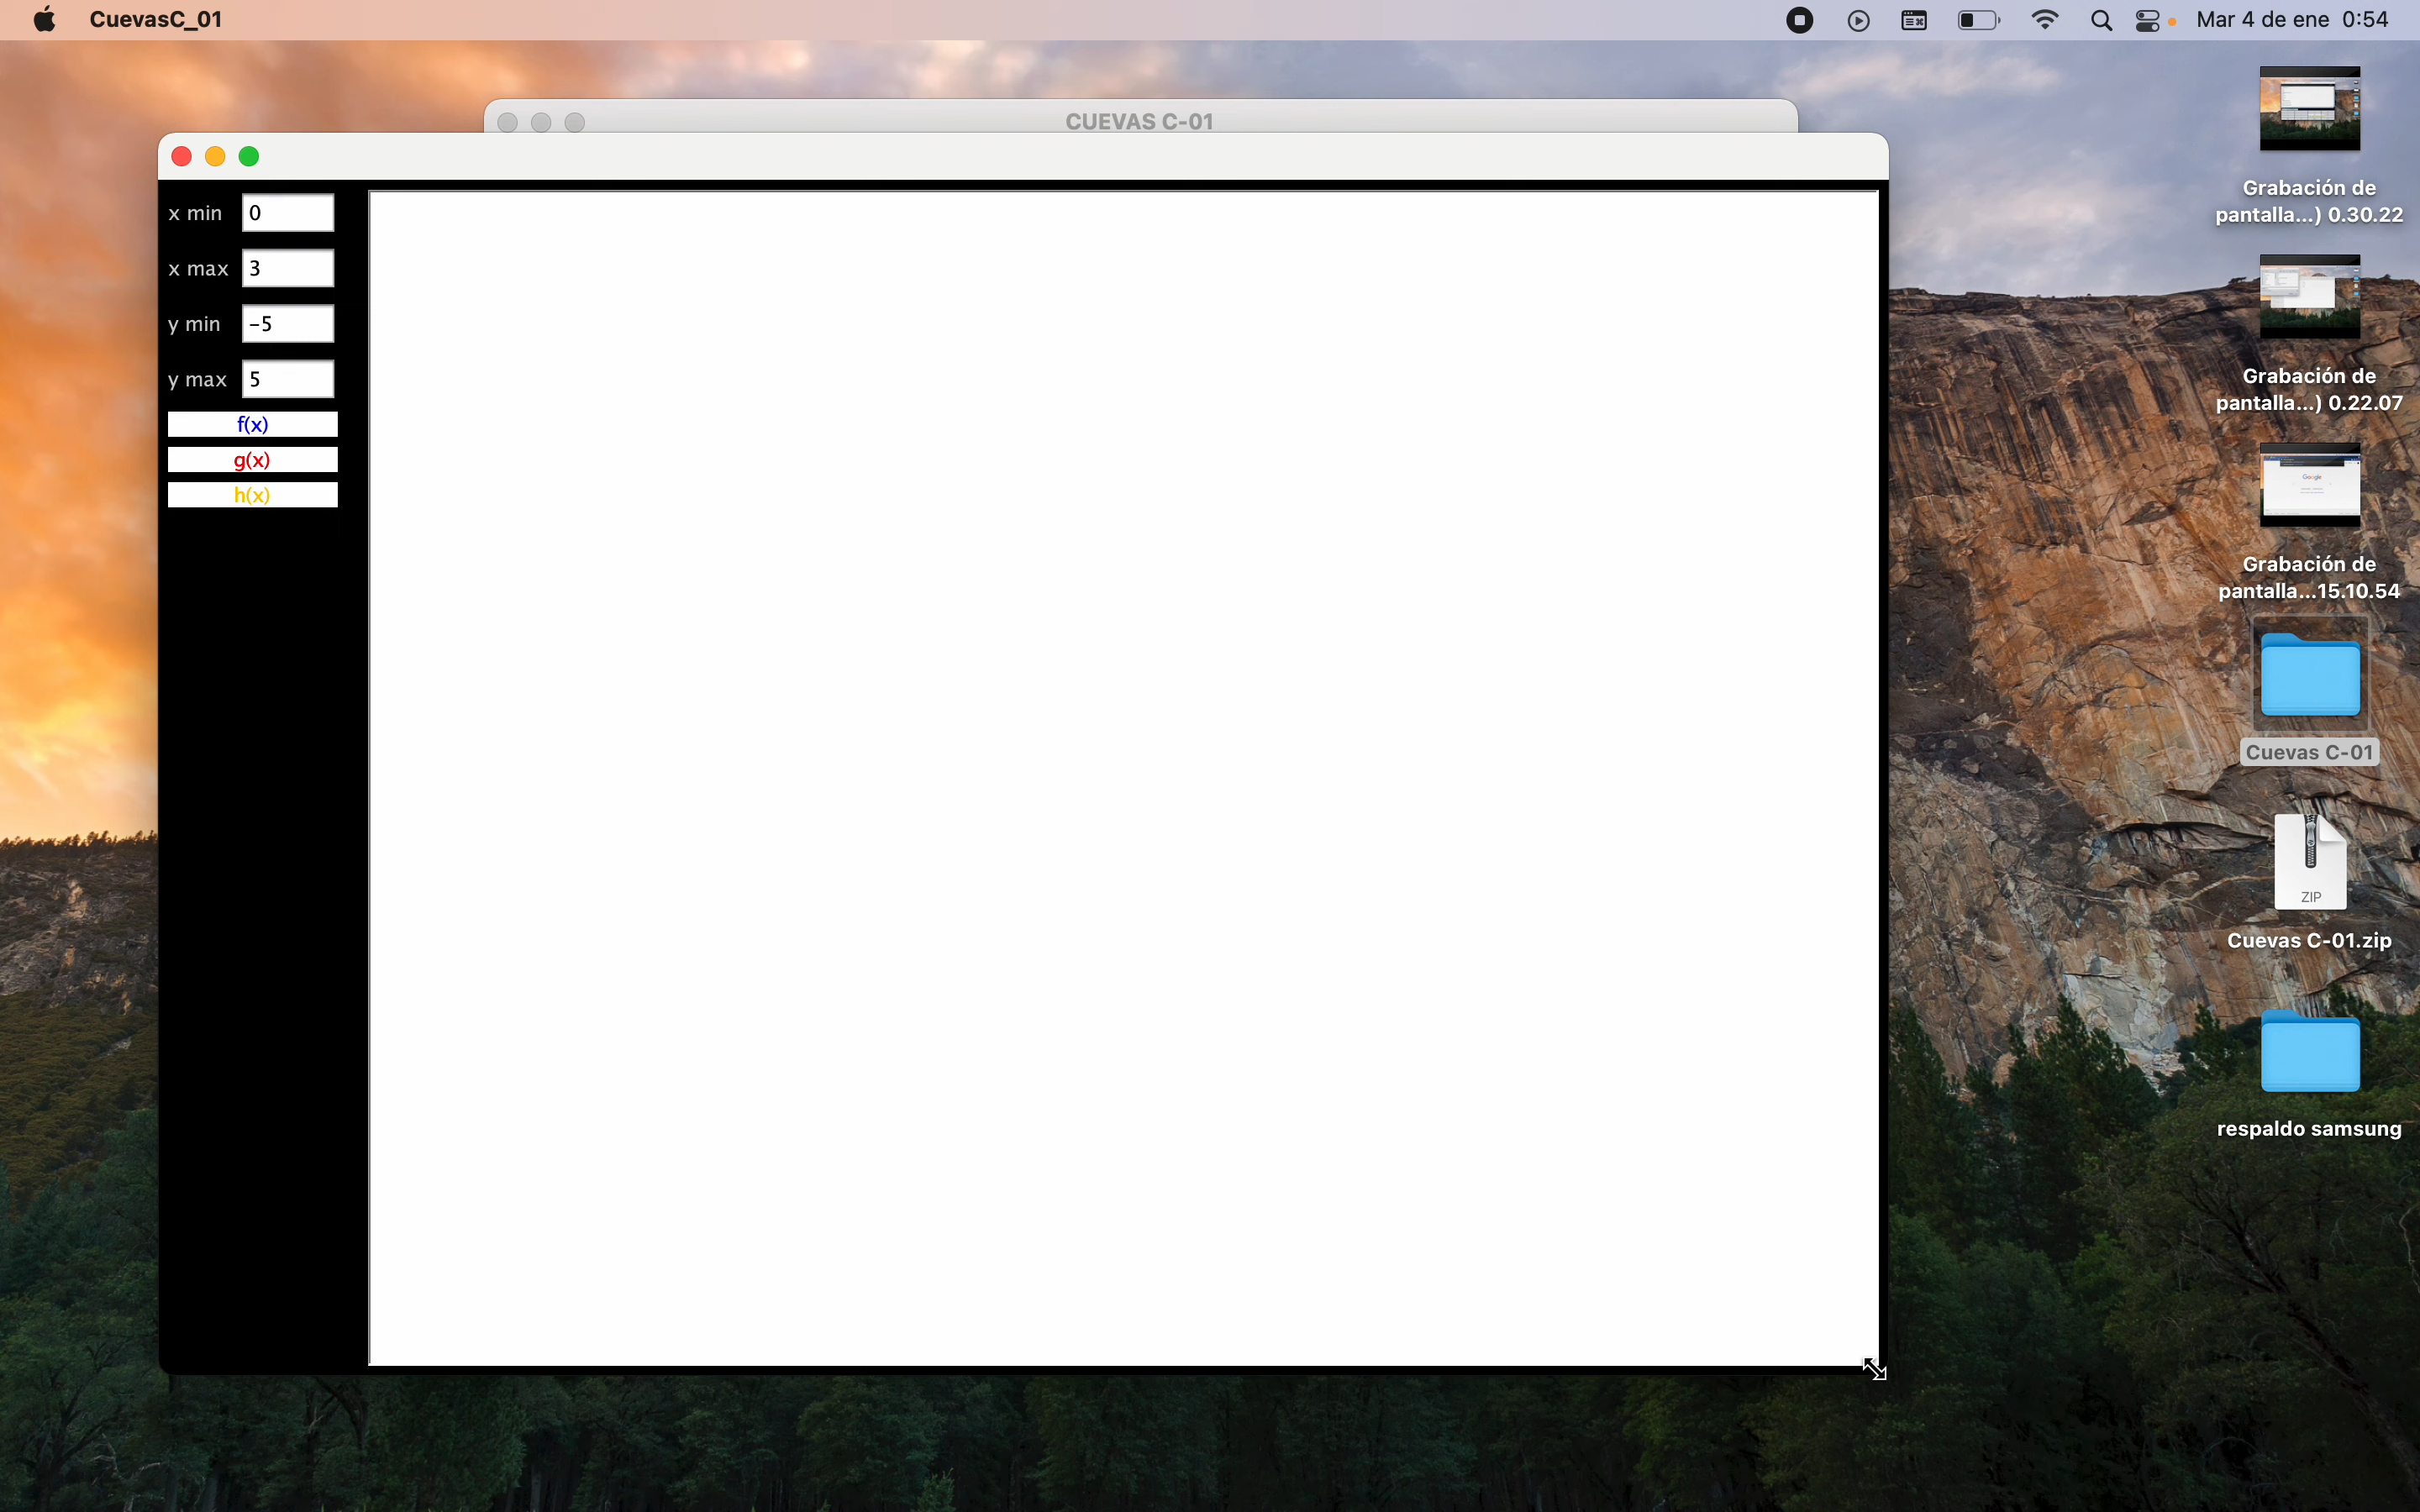 CuevasC_01
Mar 4 de ene 0:54
CUEVAS C-01
x min 0
x max 3
y min -5
y max 5
f(x)
g(x)
h(x)
Grabación de
pantalla...) 0.30.22
Grabación de
pantalla...) 0.22.07
Google
Grabación de
pantalla...15.10.54
Cuevas C-01
ZIP
Cuevas C-01.zip
respaldo samsung